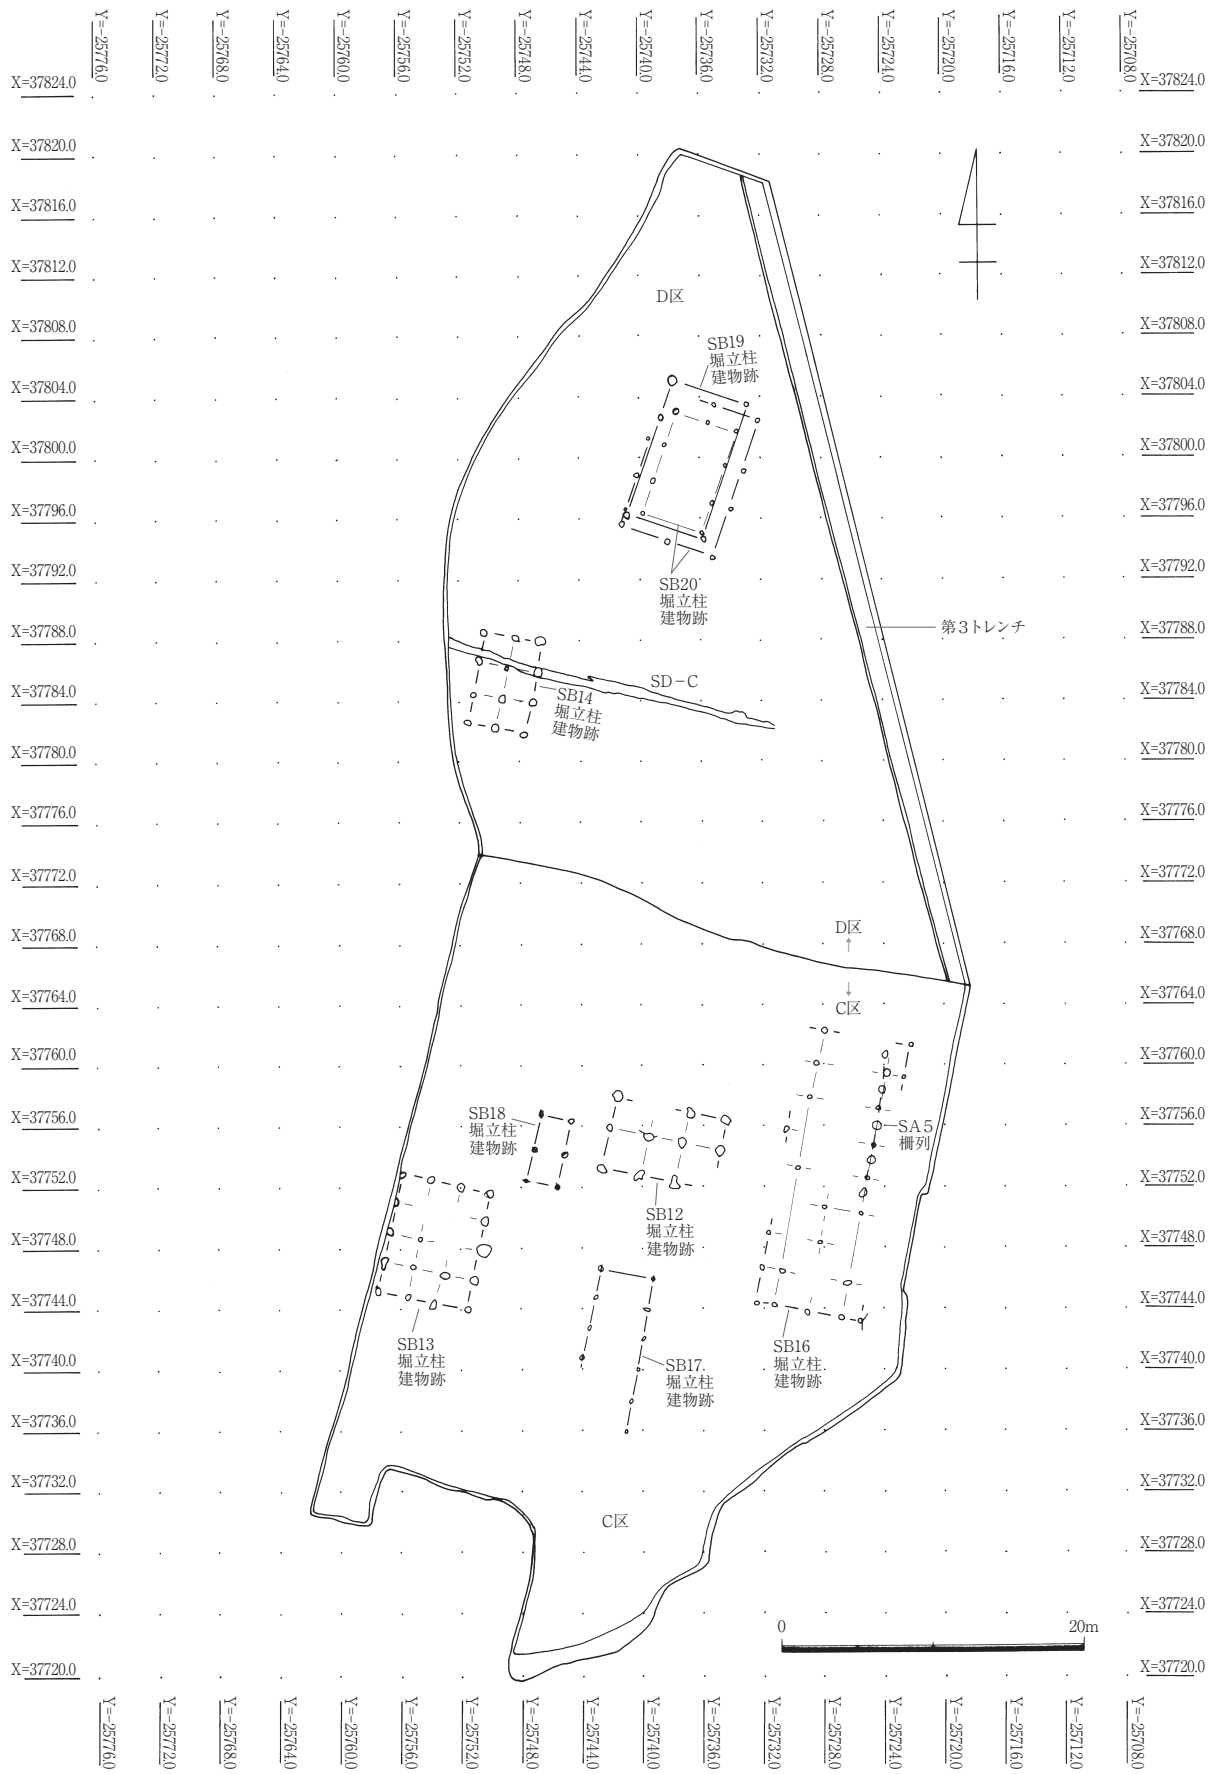 Y=-25776.0
Y=-25772.0
Y=-25768.0
Y=-25764.0
Y=-25760.0
Y=-25756.0
Y=-25752.0
Y=-25748.0
Y=-25744.0
Y=-25740.0
Y=-25736.0
Y=-25732.0
Y=-25728.0
Y=-25724.0
Y=-25720.0
Y=-25716.0
Y=-25712.0
Y=-25708.0
X=37824.0
X=37824.0
X=37820.0
X=37820.0
X=37816.0
X=37816.0
X=37812.0
X=37812.0
D区
X=37808.0
X=37808.0
SB19
掘立柱
建物跡
X=37804.0
X=37804.0
X=37800.0
X=37800.0
X=37796.0
X=37796.0
X=37792.0
X=37792.0
SB20
掘立柱
建物跡
第3トレンチ
X=37788.0
X=37788.0
SD-C
X=37784.0
X=37784.0
SB14
掘立柱
建物跡
X=37780.0
X=37780.0
X=37776.0
X=37776.0
X=37772.0
X=37772.0
D区
X=37768.0
X=37768.0
X=37764.0
X=37764.0
C区
X=37760.0
X=37760.0
X=37756.0
X=37756.0
SB18
掘立柱
建物跡
SA5
柵列
X=37752.0
X=37752.0
SB12
掘立柱
建物跡
X=37748.0
X=37748.0
X=37744.0
X=37744.0
SB13
掘立柱
建物跡
SB16
掘立柱
建物跡
X=37740.0
X=37740.0
SB17
掘立柱
建物跡
X=37736.0
X=37736.0
X=37732.0
X=37732.0
C区
X=37728.0
X=37728.0
X=37724.0
X=37724.0
0
20m
X=37720.0
X=37720.0
Y=-25776.0
Y=-25772.0
Y=-25768.0
Y=-25764.0
Y=-25760.0
Y=-25756.0
Y=-25752.0
Y=-25748.0
Y=-25744.0
Y=-25740.0
Y=-25736.0
Y=-25732.0
Y=-25728.0
Y=-25724.0
Y=-25720.0
Y=-25716.0
Y=-25712.0
Y=-25708.0